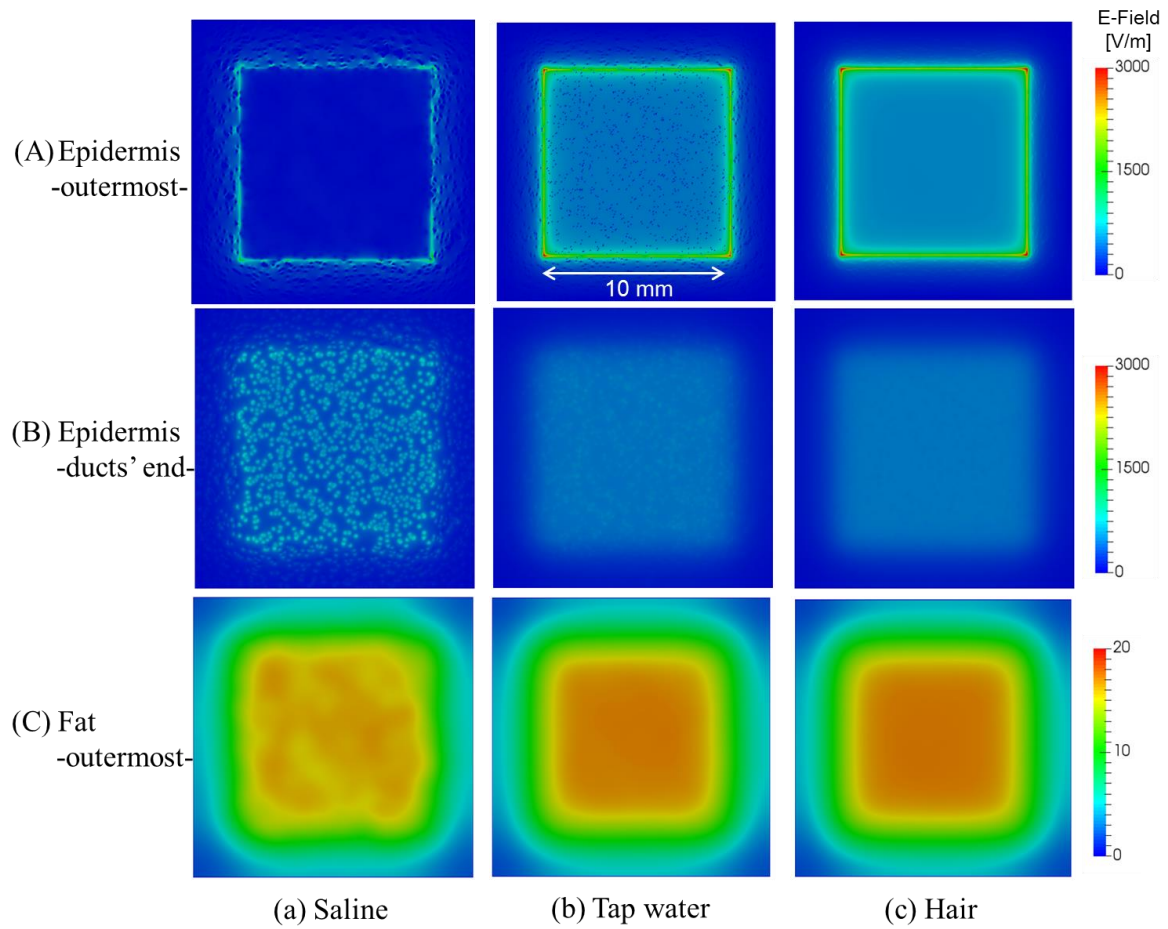 E-Field
[V/m]
(A) Epidermis
-outermost-
3000
1500
0
10 mm
(B) Epidermis
-ducts’ end-
3000
1500
0
(C) Fat
-outermost-
20
10
0
(a) Saline
(b) Tap water
(c) Hair